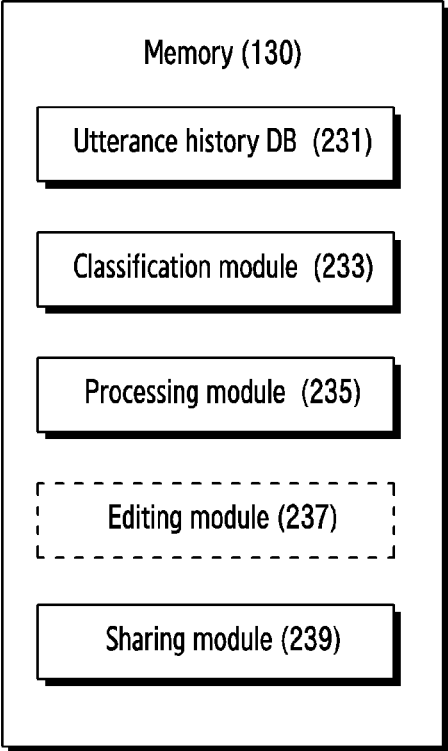 Memory (130)
Utterance history DB (231)
Classification module (233)
Processing module (235)
Editing module (237)
Sharing module (239)